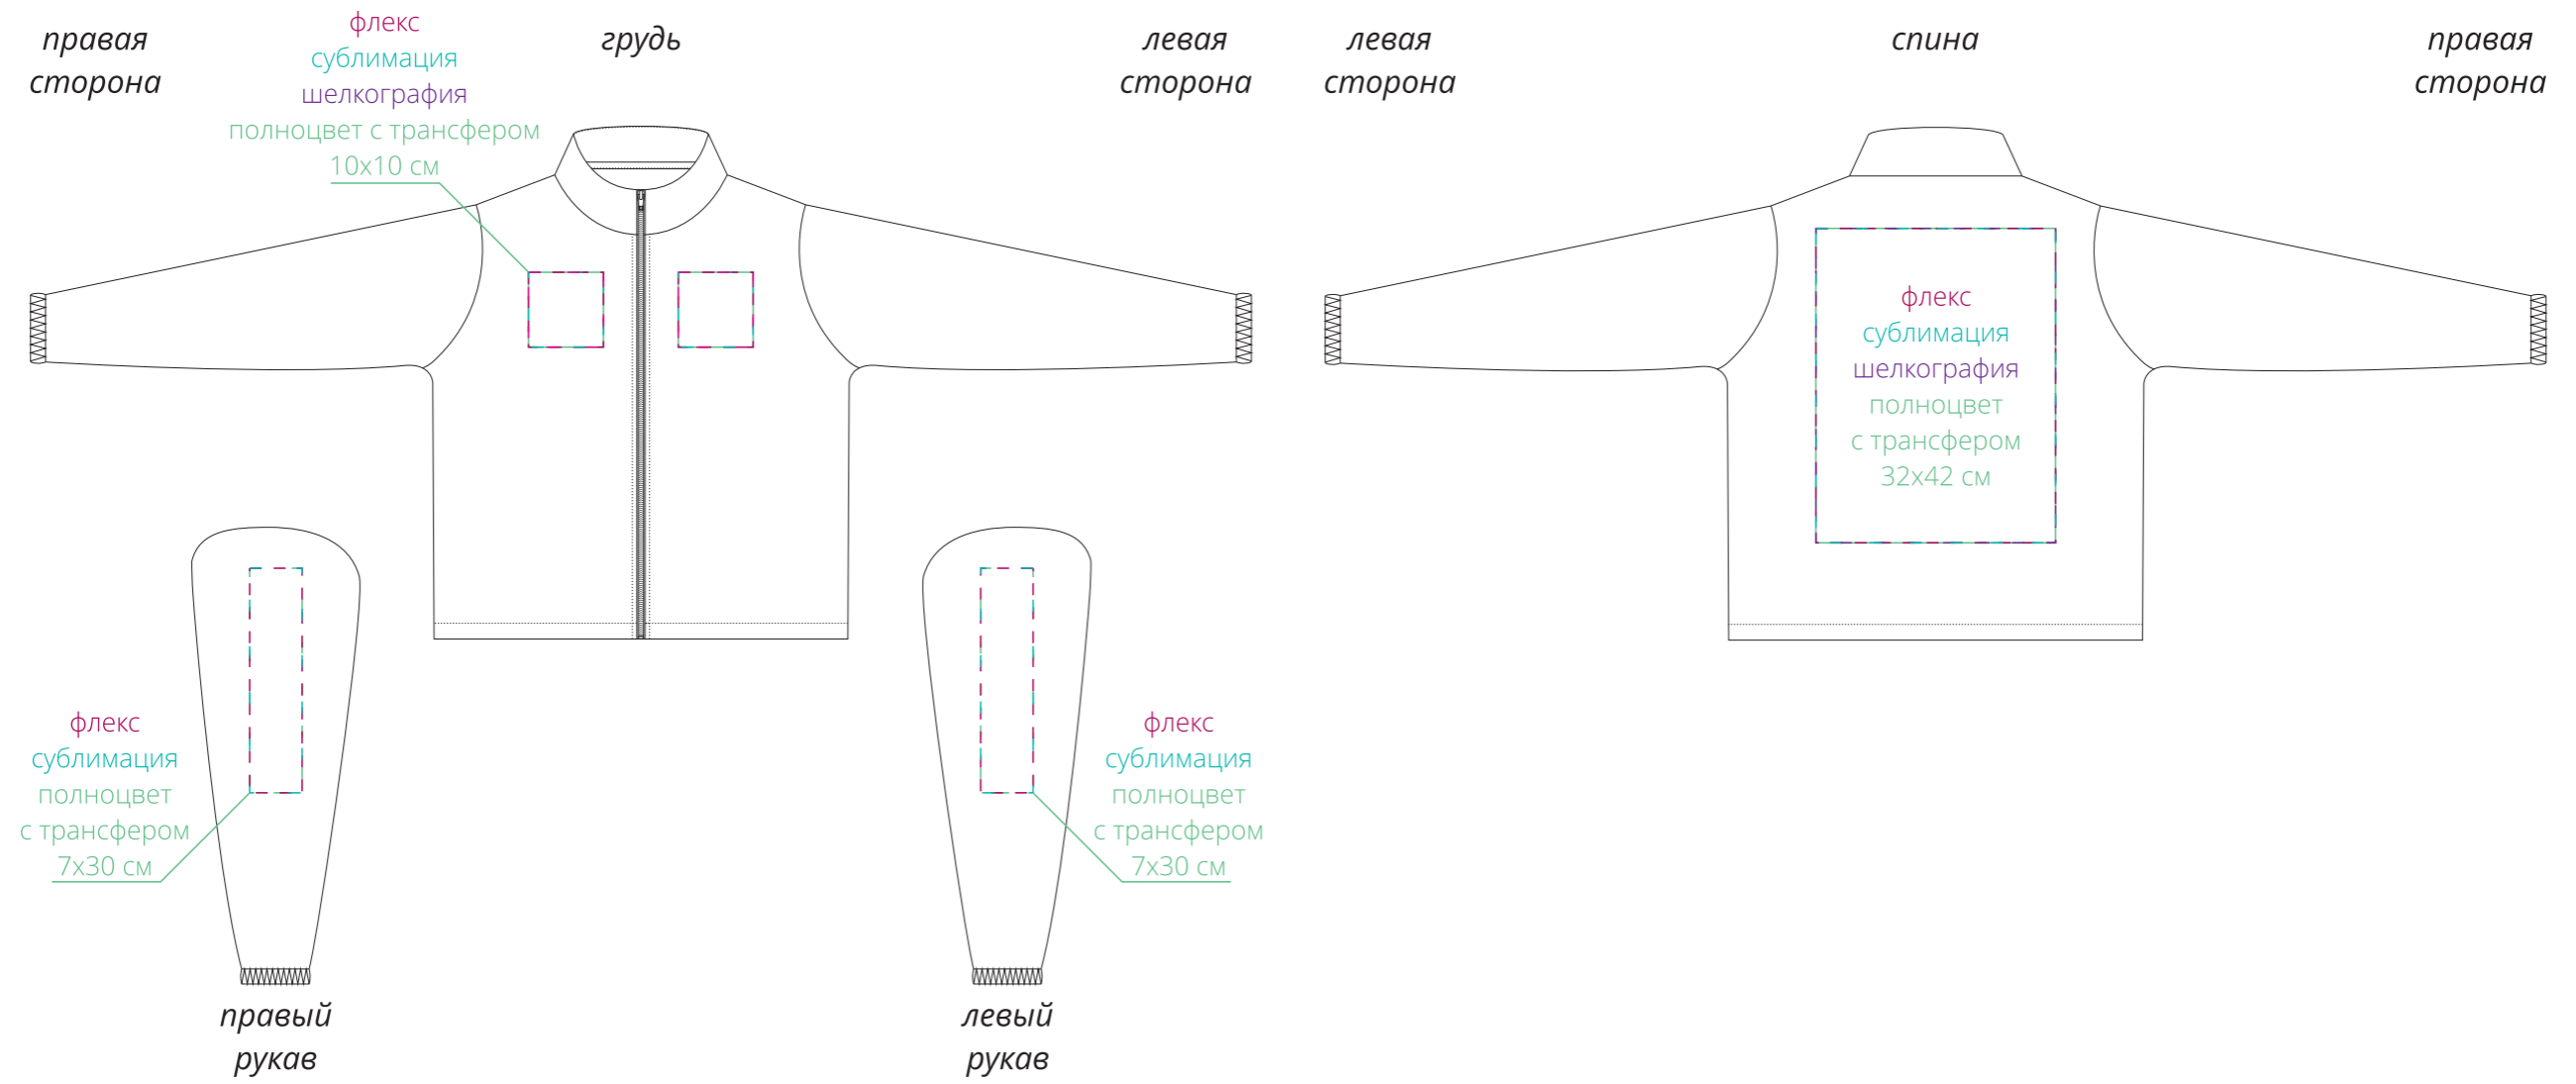 правая
сторона
флекс
сублимация
шелкография
полноцвет с трансфером
10х10 см
грудь
левая
сторона
левая
сторона
спина
правая
сторона
флекс
сублимация
шелкография
полноцвет
с трансфером
32х42 см
флекс
сублимация
полноцвет
с трансфером
7х30 см
правый
рукав
флекс
сублимация
полноцвет
с трансфером
7х30 см
левый
рукав